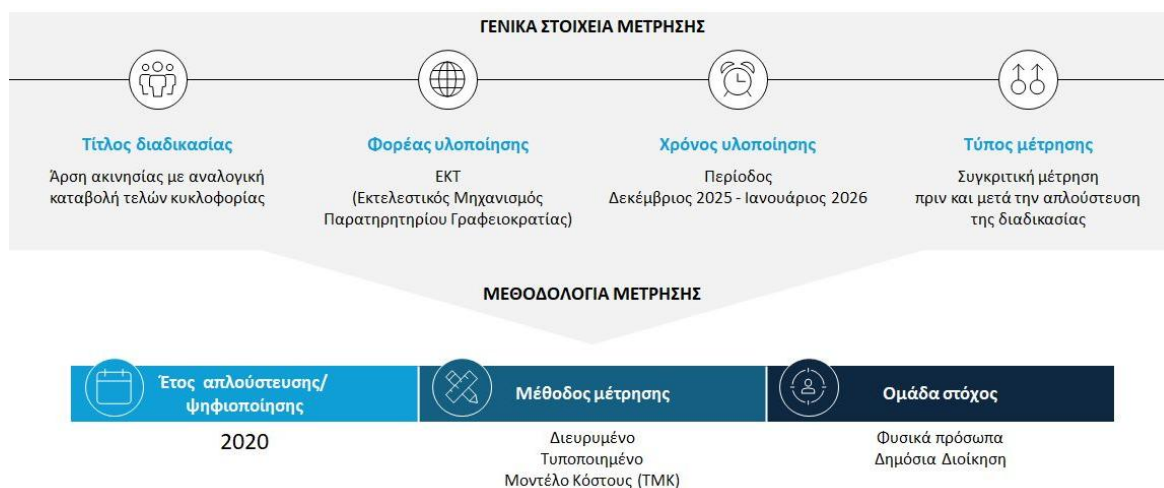 ΓΕΝΙΚΑ ΣΤΟΙΧΕΙΑ ΜΕΤΡΗΣΗΣ
Τίτλος διαδικασίας
Άρση ακινησίας με αναλογική
καταβολή τελών κυκλοφορίας
Φορέας υλοποίησης
ΕΚΤ
(Εκτελεστικός Μηχανισμός
Παρατηρητηρίου Γραφειοκρατίας)
Χρόνος υλοποίησης
Περίοδος
Δεκέμβριος 2025 - Ιανουάριος 2026
Τύπος μέτρησης
Συγκριτική μέτρηση
πριν και μετά την απλούστευση
της διαδικασίας
ΜΕΘΟΔΟΛΟΓΙΑ ΜΕΤΡΗΣΗΣ
Έτος απλούστευσης/
ψηφιοποίησης
2020
Μέθοδος μέτρησης
Διευρυμένο
Τυποποιημένο
Μοντέλο Κόστους (ΤΜΚ)
Ομάδα στόχος
Φυσικά πρόσωπα
Δημόσια Διοίκηση